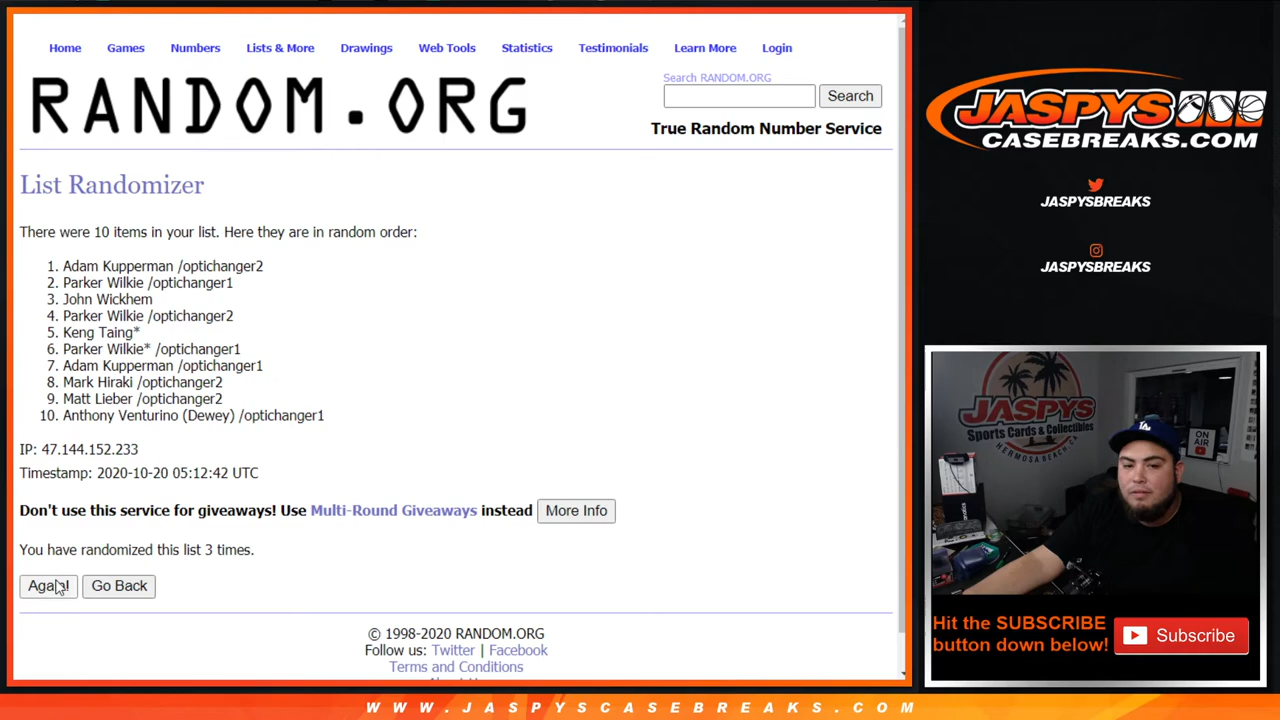 Home Games Numbers Lists & More Drawings Web Tools Statistics Testimonials Learn More Login
RANDOM.ORG
Search RANDOM.ORG
Search
True Random Number Service
List Randomizer
There were 10 items in your list. Here they are in random order:
1. Adam Kupperman /optichanger2
2. Parker Wilkie /optichanger1
3. John Wickhem
4. Parker Wilkie /optichanger2
5. Keng Taing*
6. Parker Wilkie* /optichanger1
7. Adam Kupperman /optichanger1
8. Mark Hiraki /optichanger2
9. Matt Lieber /optichanger2
10. Anthony Venturino (Dewey) /optichanger1
IP: 47.144.152.233
Timestamp: 2020-10-20 05:12:42 UTC
Don't use this service for giveaways! Use Multi-Round Giveaways instead More Info
You have randomized this list 3 times.
Again! Go Back
© 1998-2020 RANDOM.ORG
Follow us: Twitter | Facebook
Terms and Conditions
JASPYS
CASEBREAKS.COM
JASPYSBREAKS
JASPYSBREAKS
JASPYS
Sports Cards & Collectibles
HERMOSA BEACH, CA
ON
AIR
LA
Hit the SUBSCRIBE
button down below!
Subscribe
WWW.JASPYSCASEBREAKS.COM